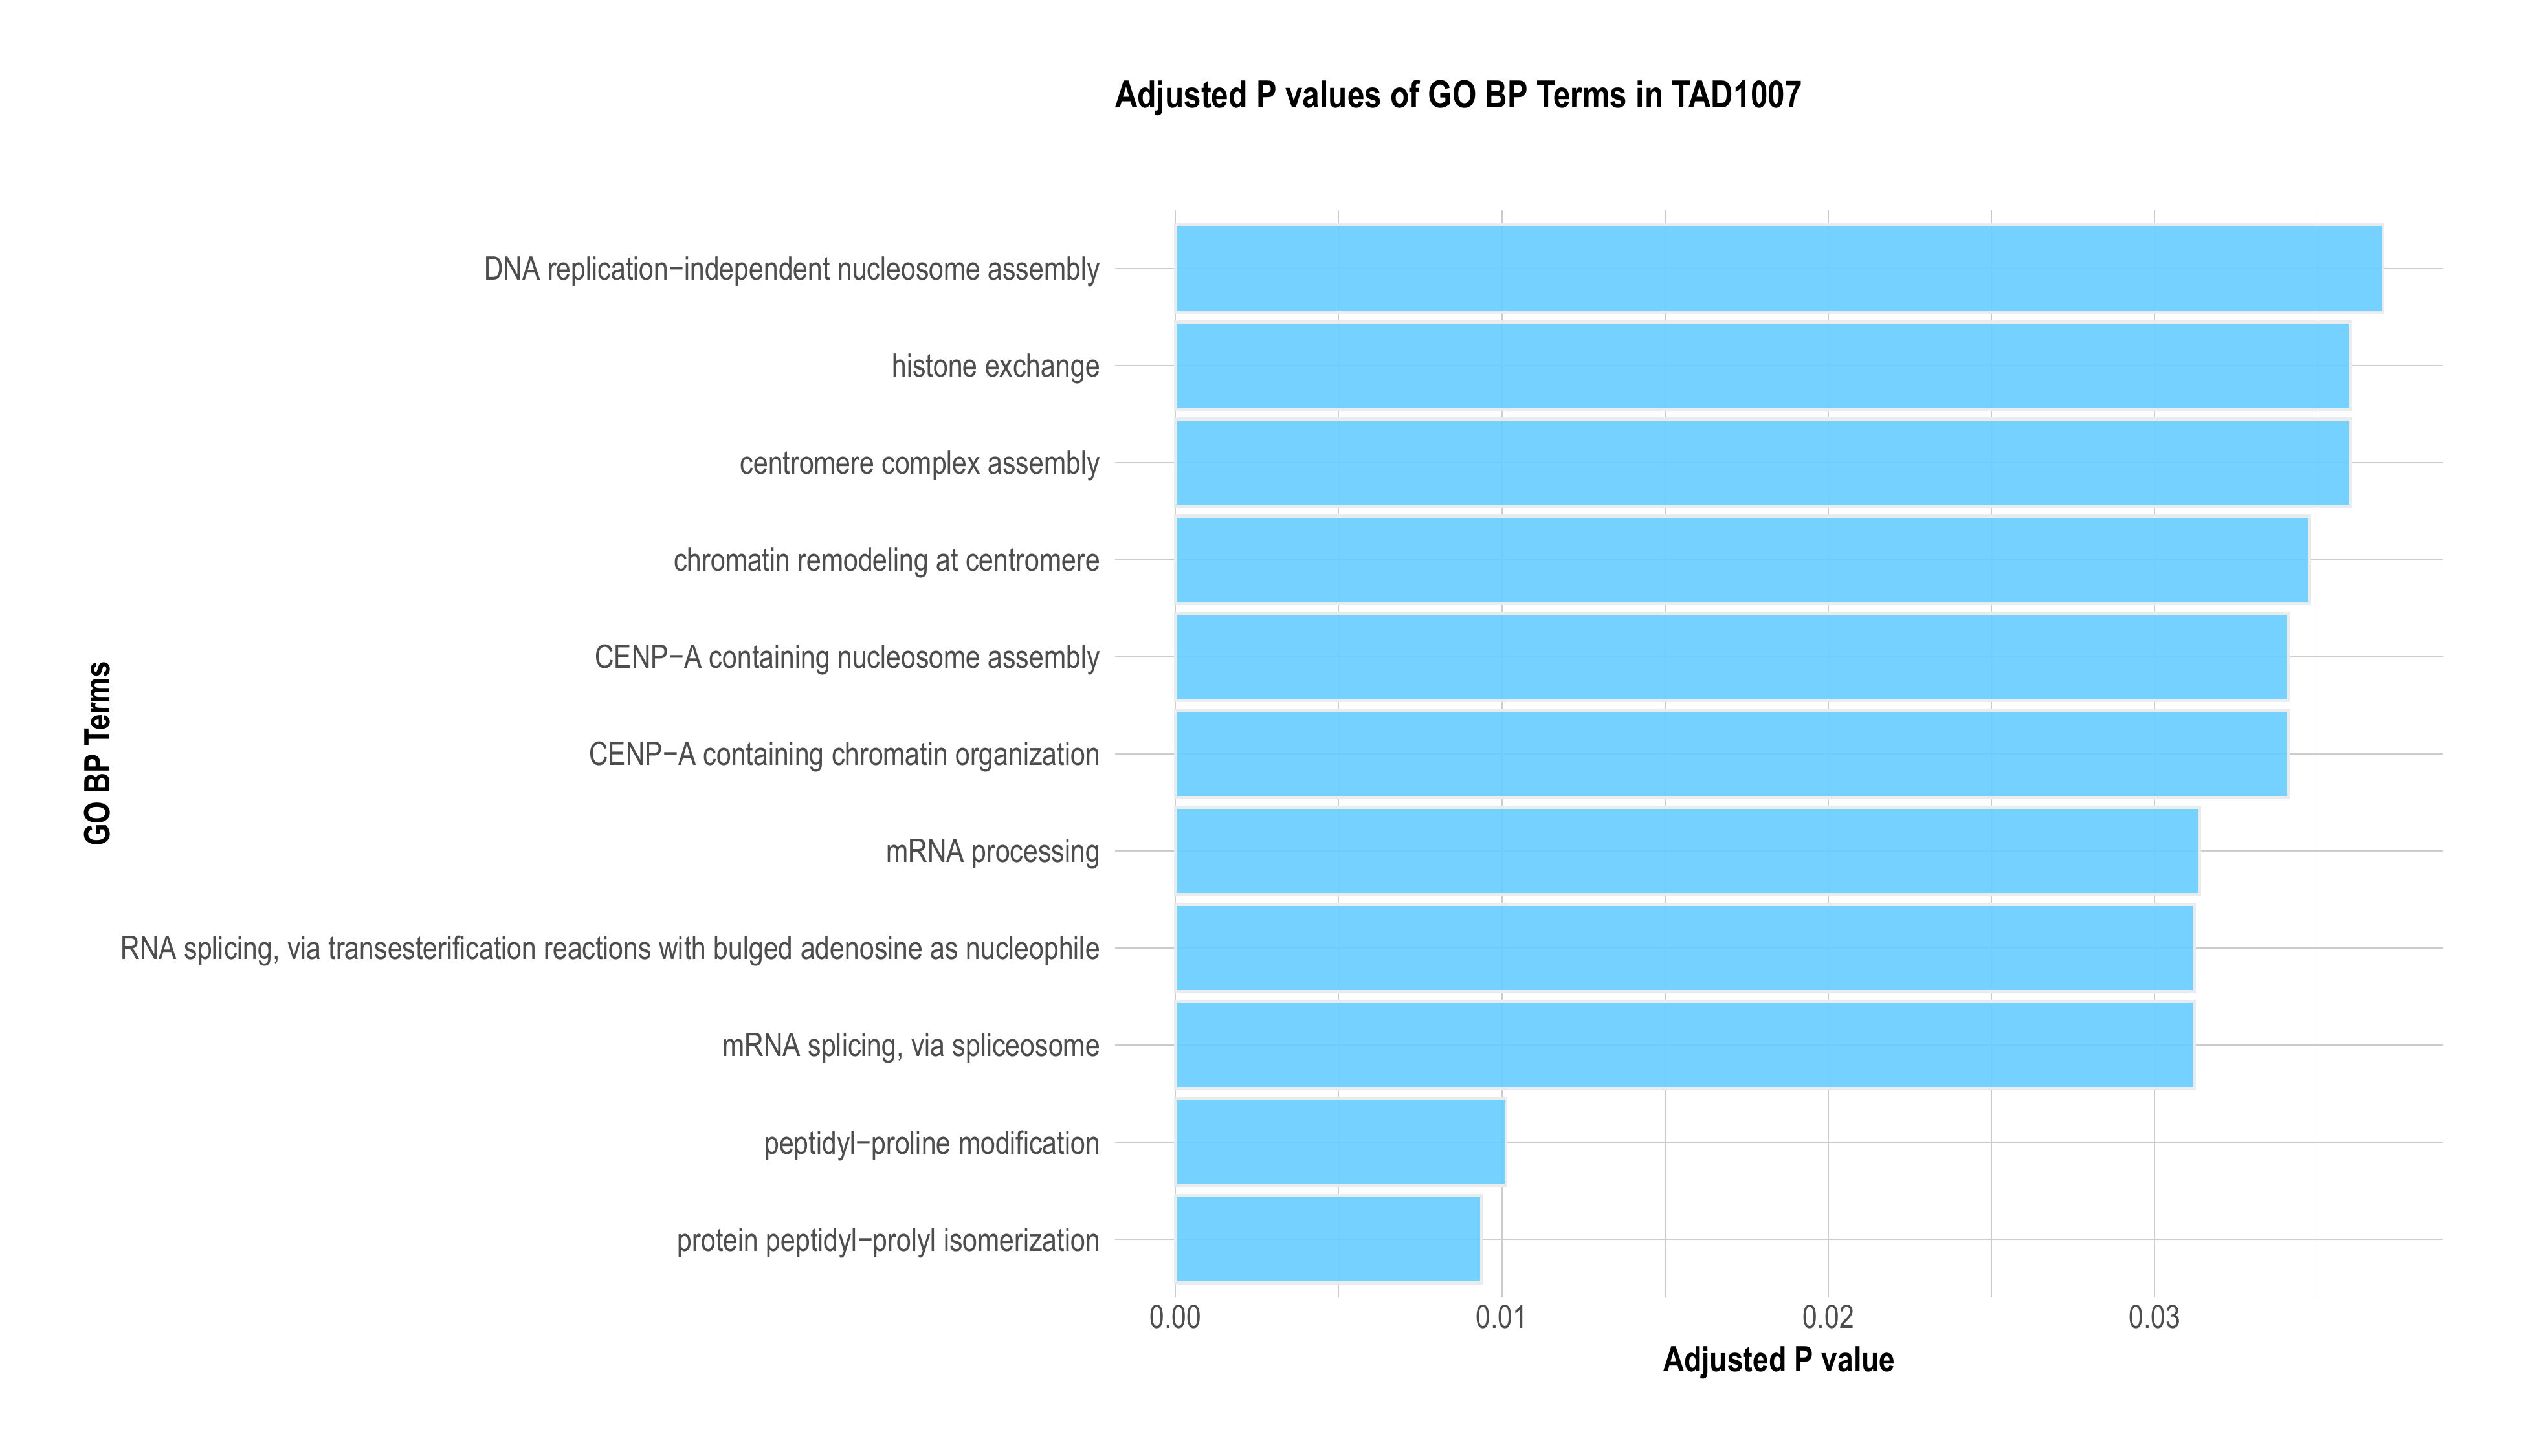 Adjusted P values of GO BP Terms in TAD1007
DNA replication−independent nucleosome assembly
histone exchange
centromere complex assembly
chromatin remodeling at centromere
CENP−A containing nucleosome assembly
CENP−A containing chromatin organization
mRNA processing
RNA splicing, via transesterification reactions with bulged adenosine as nucleophile
mRNA splicing, via spliceosome
peptidyl−proline modification
protein peptidyl−prolyl isomerization
GO BP Terms
0.00 0.01 0.02 0.03
Adjusted P value